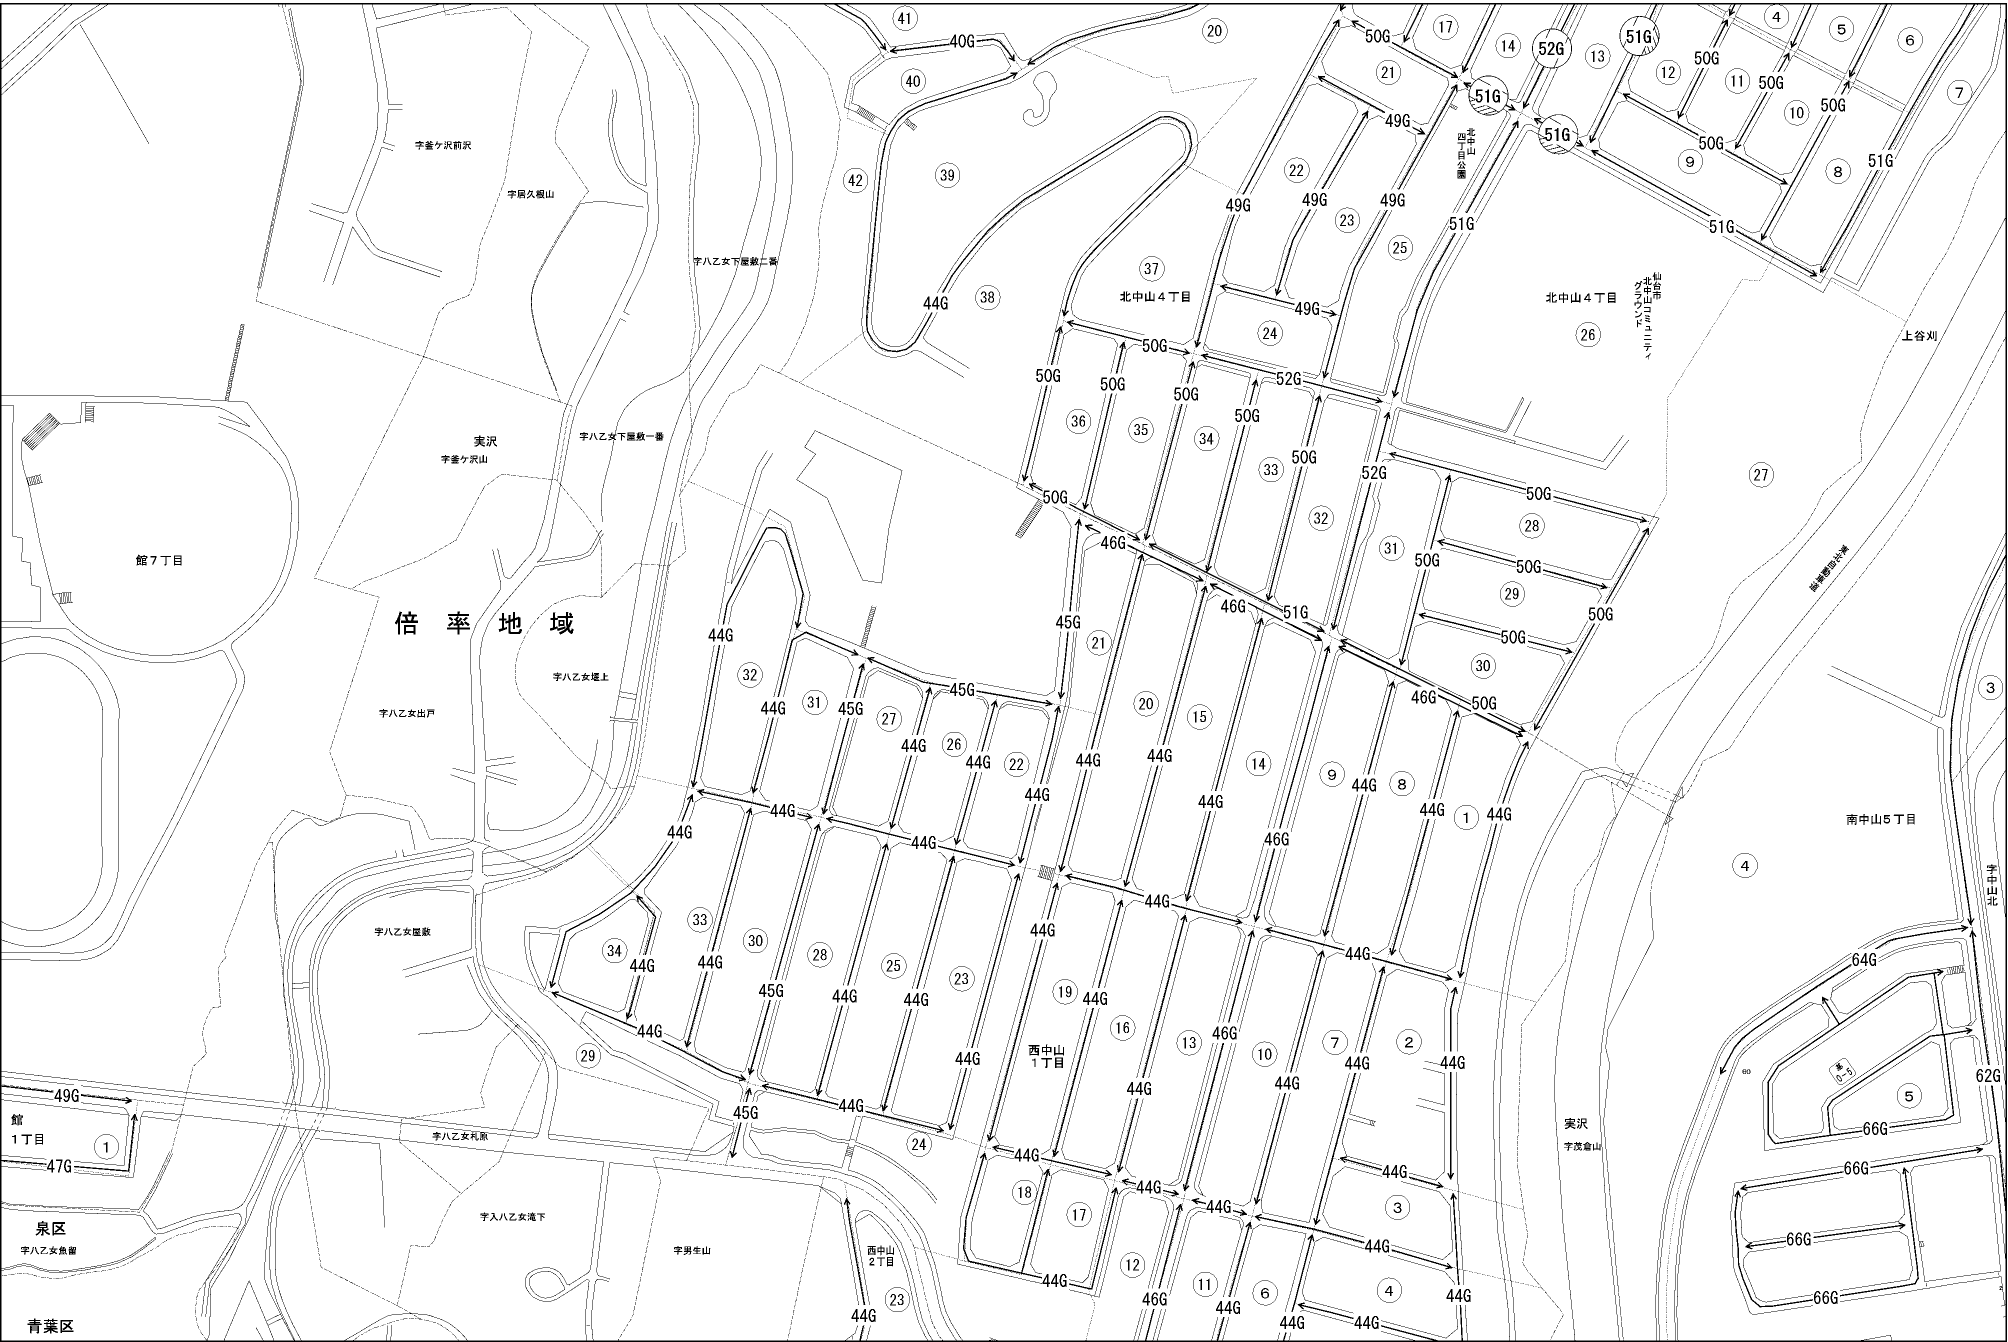 41
40G
20
50G
17
14
52G
13
51G
12
50G
4
5
6
40
21
51G
11
50G
10
50G
7
49G
51G
50G
9
8
51G
字釜ケ沢前沢
字居久根山
42
39
22
49G
23
49G
25
51G
北中山
四丁目公園
49G
51G
字八乙女下屋敷二番
44G
38
37
北中山4丁目
49G
24
北中山4丁目
26
仙台市
北中山コミュニティ
グラウンド
上谷刈
50G
50G
50G
50G
52G
50G
36
35
34
33
50G
52G
実沢
字釜ケ沢山
字八乙女下屋敷一番
50G
46G
32
31
50G
28
27
東北自動車道
館7丁目
倍率地域
50G
50G
29
50G
46G
51G
45G
21
44G
50G
30
字八乙女堰上
字八乙女出戸
32
31
45G
27
45G
26
44G
44G
44G
22
20
15
46G
50G
14
9
8
44G
44G
44G
44G
1
44G
44G
44G
44G
44G
44G
44G
46G
3
南中山5丁目
4
字中山北
字八乙女屋敷
34
33
30
28
25
23
44G
44G
44G
44G
44G
45G
44G
44G
64G
19
44G
16
13
46G
10
7
2
44G
44G
29
西中山
1丁目
44G
44G
44G
44G
62G
5
66G
49G
館
1丁目
1
47G
字八乙女札原
45G
44G
24
44G
44G
44G
44G
44G
実沢
字茂倉山
66G
18
17
3
44G
泉区
字八乙女魚留
字入八乙女滝下
字男生山
西中山
2丁目
23
44G
44G
12
46G
11
44G
6
44G
4
44G
44G
66G
66G
青葉区